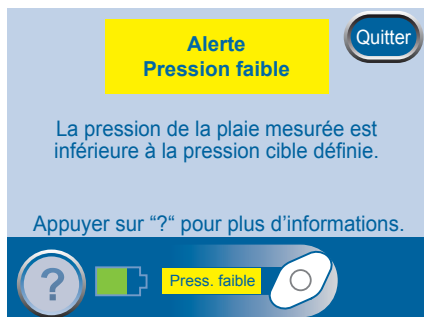 Alerte
Pression faible
Quitter
La pression de la plaie mesurée est
inférieure à la pression cible définie.
Appuyer sur “?“ pour plus d’informations.
?
Press. faible